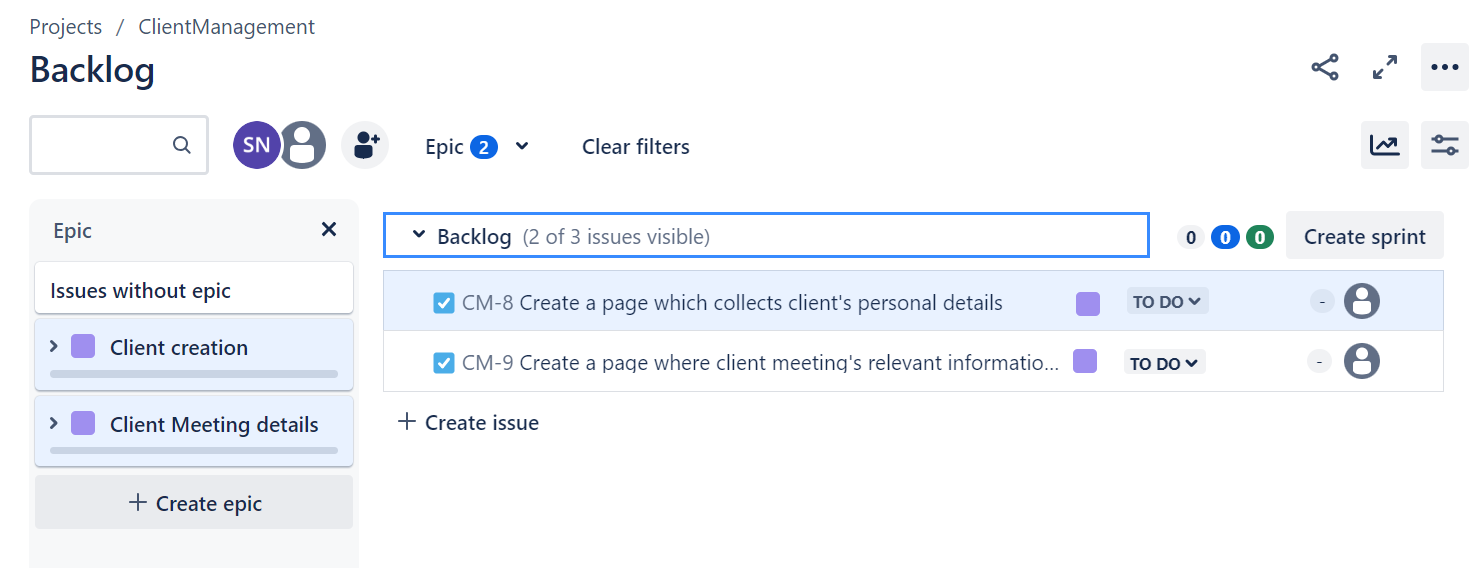 Projects / ClientManagement
Backlog
SN
Epic 2
Clear filters
Epic
Issues without epic
Client creation
Client Meeting details
+ Create epic
Backlog (2 of 3 issues visible)
0 0 0 Create sprint
CM-8 Create a page which collects client's personal details TO DO -
CM-9 Create a page where client meeting's relevant informatio... TO DO -
+ Create issue